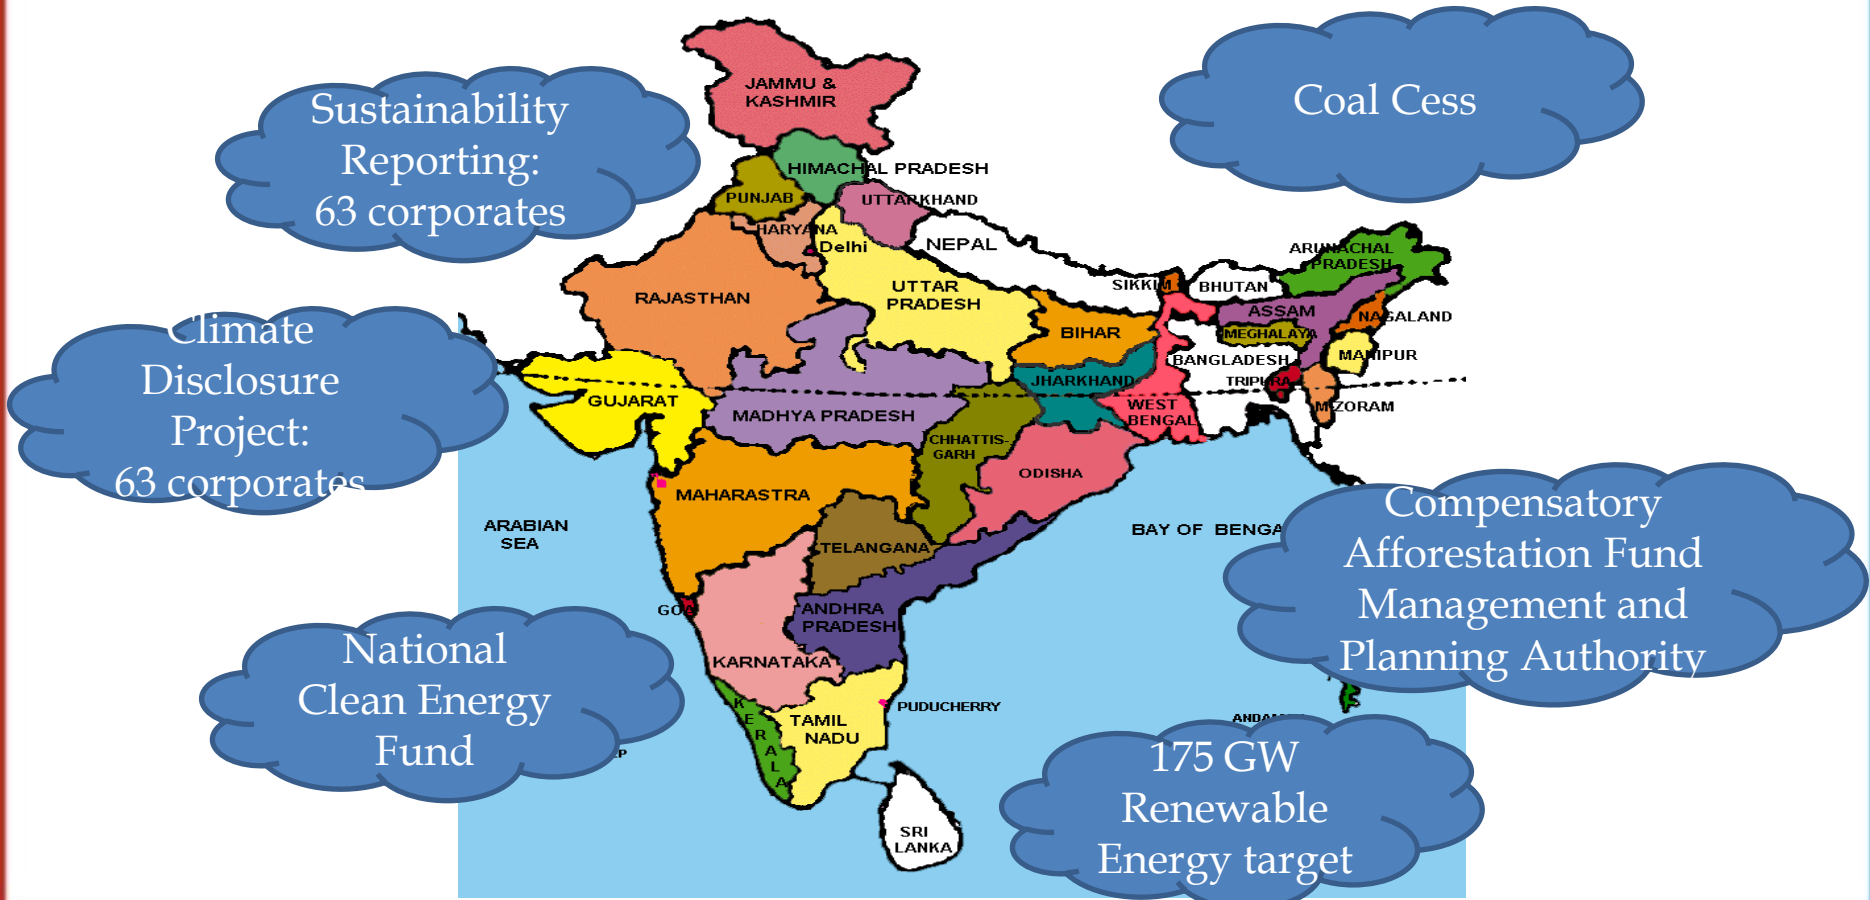 Sustainability
Reporting:
63 corporates
Coal Cess
Climate
Disclosure
Project:
63 corporates
National
Clean Energy
Fund
Compensatory
Afforestation Fund
Management and
Planning Authority
175 GW
Renewable
Energy target
JAMMU &
KASHMIR
HIMACHAL PRADESH
PUNJAB
UTTARKHAND
HARYANA
Delhi
NEPAL
RAJASTHAN
UTTAR
PRADESH
SIKKIM
BHUTAN
ARUNACHAL
PRADESH
ASSAM
NAGALAND
MEGHALAYA
MANIPUR
BIHAR
BANGLADESH
JHARKHAND
TRIPURA
MIZORAM
GUJARAT
MADHYA PRADESH
WEST
BENGAL
CHHATTIS-
GARH
ODISHA
MAHARASTRA
ARABIAN
SEA
TELANGANA
BAY OF BENGA
GOA
ANDHRA
PRADESH
KARNATAKA
KERALA
TAMIL
NADU
PUDUCHERRY
SRI
LANKA